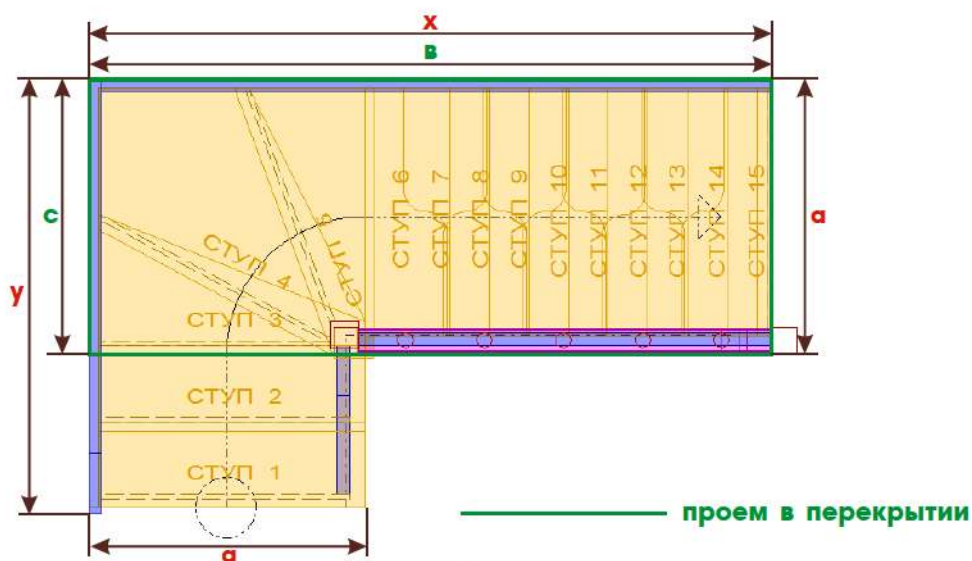 x
в
y
c
a
СТУП 6
СТУП 7
СТУП 8
СТУП 9
СТУП 10
СТУП 11
СТУП 12
СТУП 13
СТУП 14
СТУП 15
СТУП 5
СТУП 4
СТУП 3
СТУП 2
СТУП 1
a
проем в перекрытии